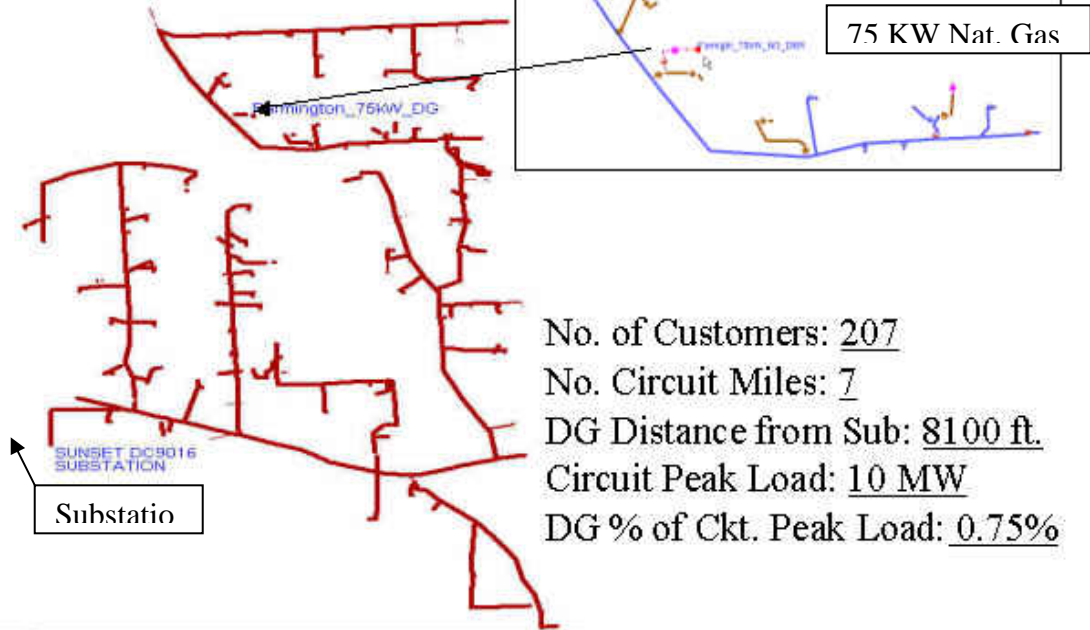 75 KW Nat. Gas
Farmington_75kW_DG
No. of Customers: 207
No. Circuit Miles: 7
DG Distance from Sub: 8100 ft.
Circuit Peak Load: 10 MW
DG % of Ckt. Peak Load: 0.75%
SUNSET DC9016
SUBSTATION
Substatio